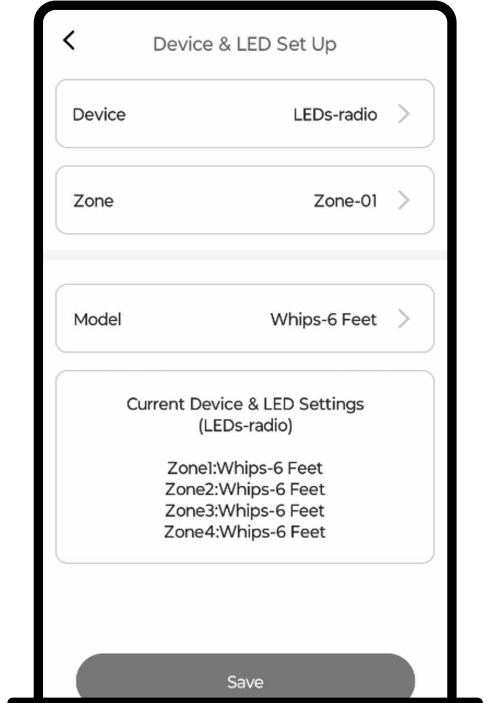 Device & LED Set Up
Device LEDs-radio
Zone Zone-01
Model Whips-6 Feet
Current Device & LED Settings
(LEDs-radio)
Zone1:Whips-6 Feet
Zone2:Whips-6 Feet
Zone3:Whips-6 Feet
Zone4:Whips-6 Feet
Save